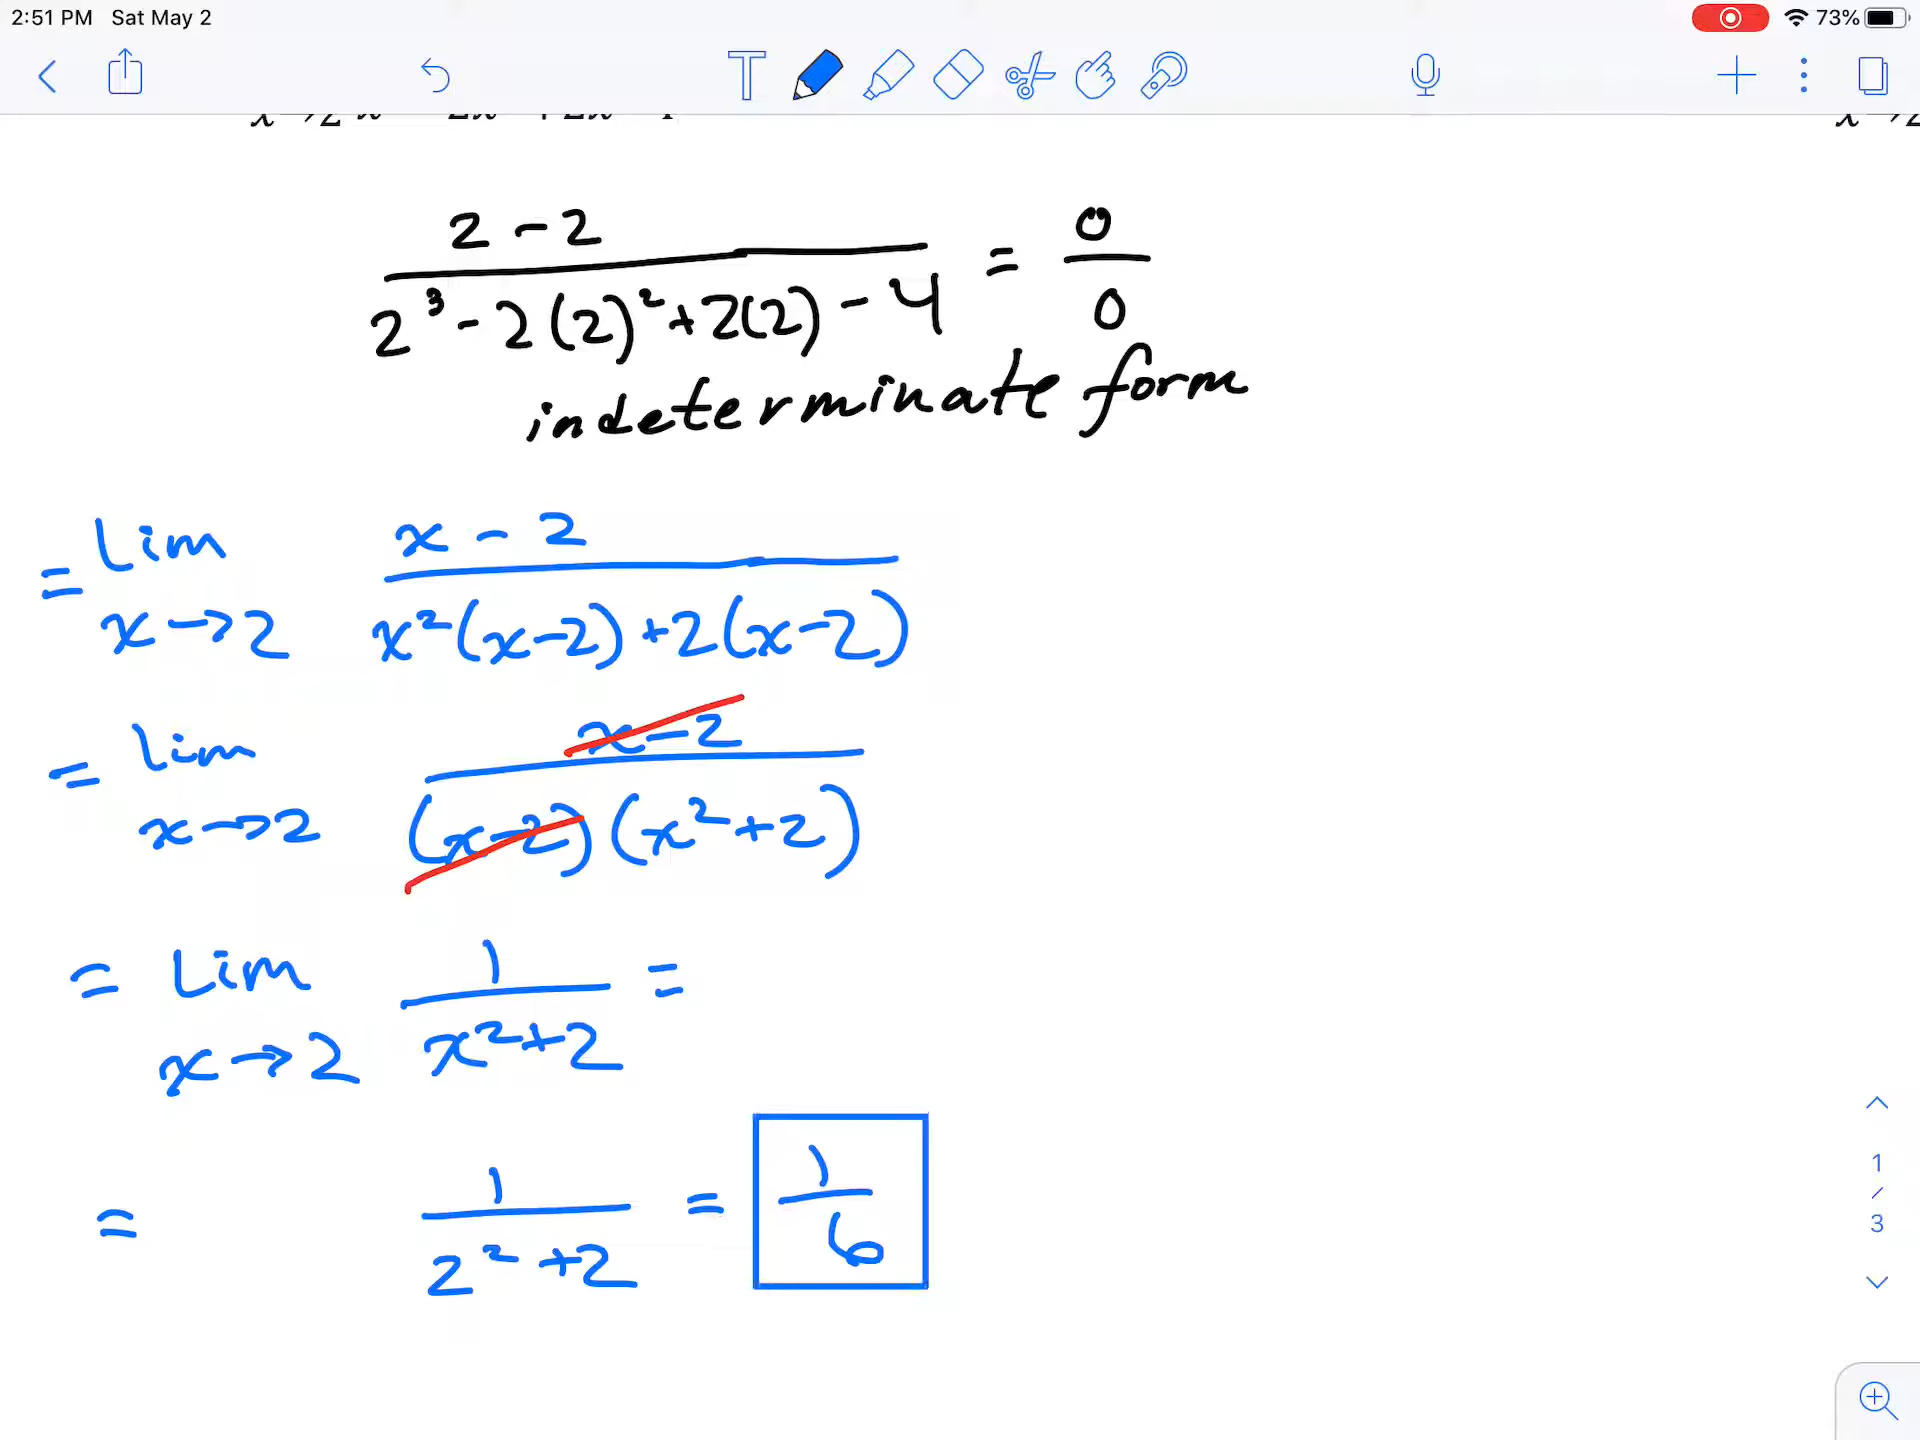 2:51 PM Sat May 2
73%
T
2 - 2
2³ - 2(2)² + 2(2) - 4
= 0/0
indeterminate form
= lim x→2 x - 2 / x²(x-2) + 2(x-2)
= lim x→2 x-2 / (x-2)(x²+2)
= lim x→2 1 / x²+2 =
= 1 / 2²+2 = 1/6
1 / 3